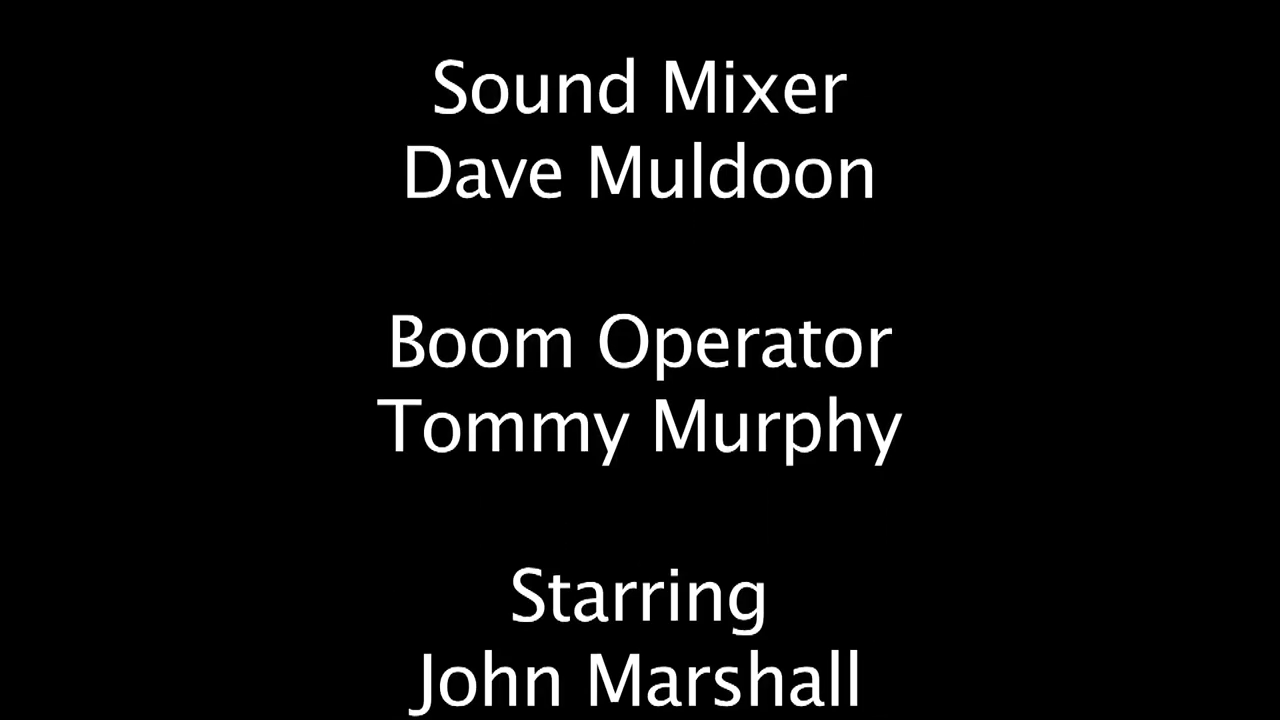 Sound Mixer
Dave Muldoon
Boom Operator
Tommy Murphy
Starring
John Marshall